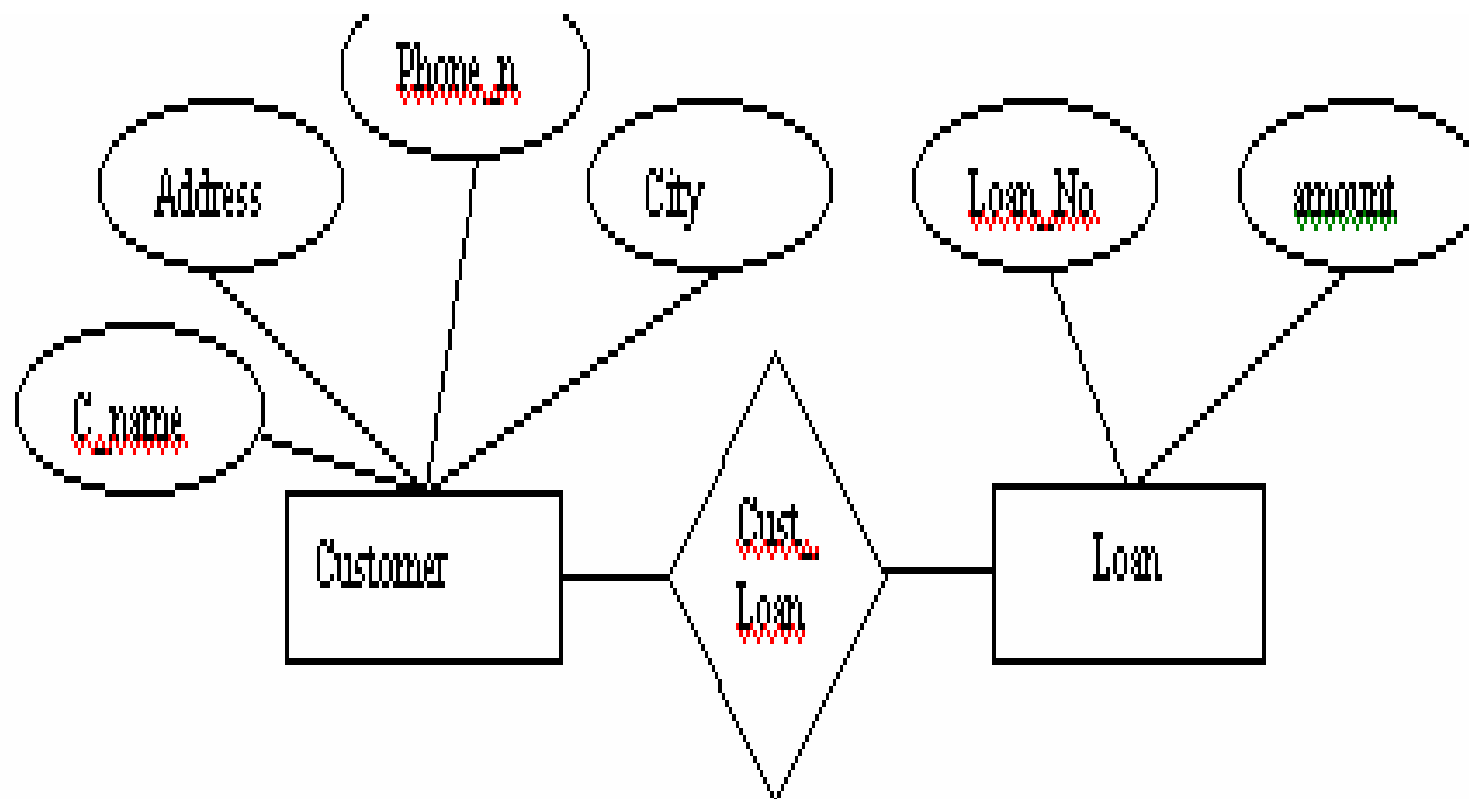 Phone_n
Address
City
Loan_No
amount
C_name
Customer
Cust_
Loan
Loan